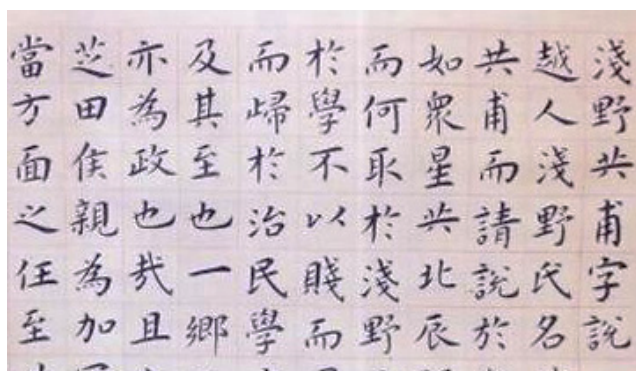 淺野共甫字說
越人淺野氏名
共甫而請說於
如衆星共北辰
而何取於淺野
於學不以賤而
而歸於治民學
及其至也一鄉
亦為政也哉且
芝田侯親為加
當方面之任至